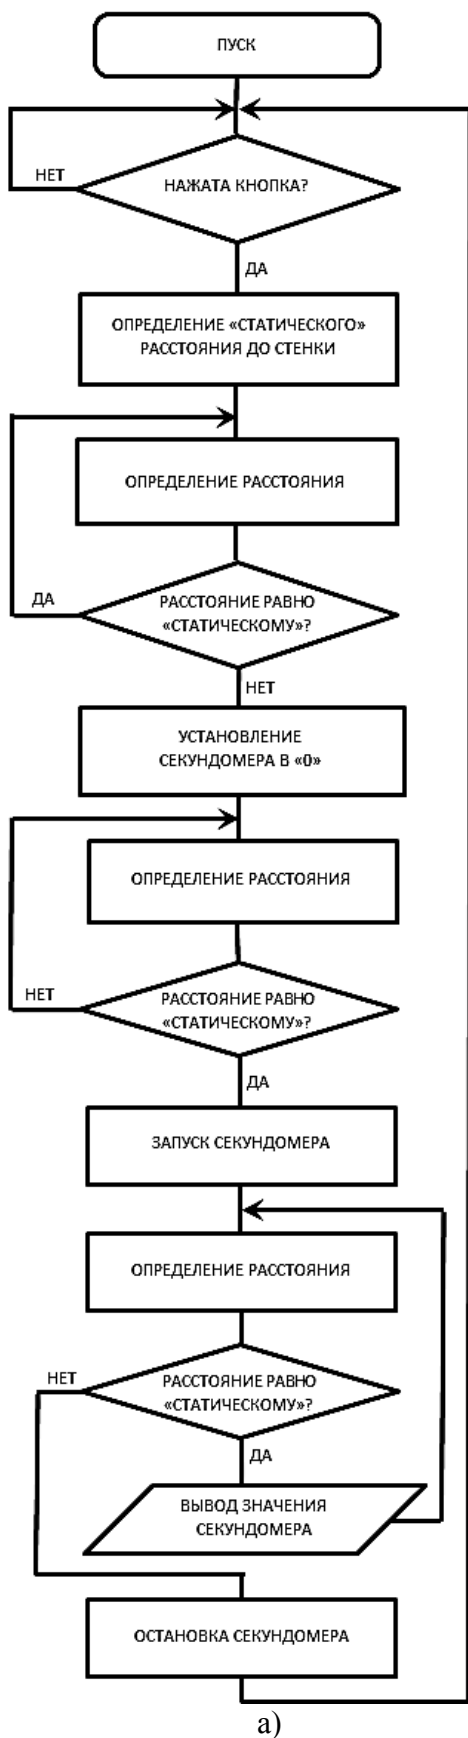 ПУСК
НЕТ
НАЖАТА КНОПКА?
ДА
ОПРЕДЕЛЕНИЕ «СТАТИЧЕСКОГО»
РАССТОЯНИЯ ДО СТЕНКИ
ОПРЕДЕЛЕНИЕ РАССТОЯНИЯ
ДА
РАССТОЯНИЕ РАВНО
«СТАТИЧЕСКОМУ»?
НЕТ
УСТАНОВЛЕНИЕ
СЕКУНДОМЕРА В «0»
ОПРЕДЕЛЕНИЕ РАССТОЯНИЯ
НЕТ
РАССТОЯНИЕ РАВНО
«СТАТИЧЕСКОМУ»?
ДА
ЗАПУСК СЕКУНДОМЕРА
ОПРЕДЕЛЕНИЕ РАССТОЯНИЯ
НЕТ
РАССТОЯНИЕ РАВНО
«СТАТИЧЕСКОМУ»?
ДА
ВЫВОД ЗНАЧЕНИЯ
СЕКУНДОМЕРА
ОСТАНОВКА СЕКУНДОМЕРА
а)